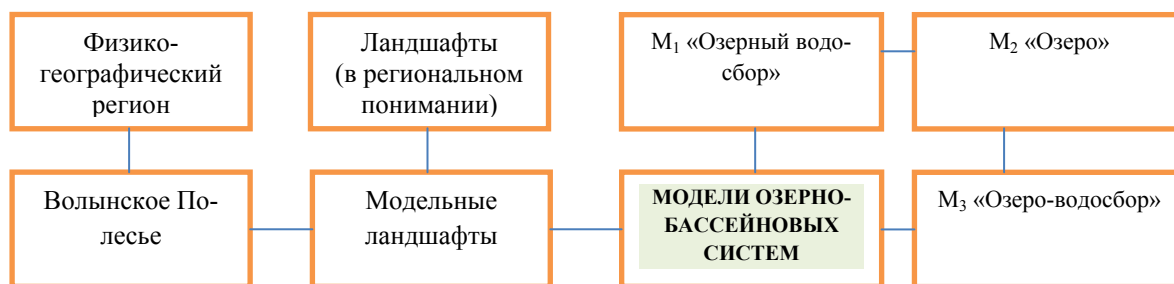 Физико-
географический
регион
Ландшафты
(в региональном
понимании)
М₁ «Озерный водо-
сбор»
М₂ «Озеро»
Волынское По-
лесье
Модельные
ландшафты
МОДЕЛИ ОЗЕРНО-
БАССЕЙНОВЫХ
СИСТЕМ
М₃ «Озеро-водосбор»